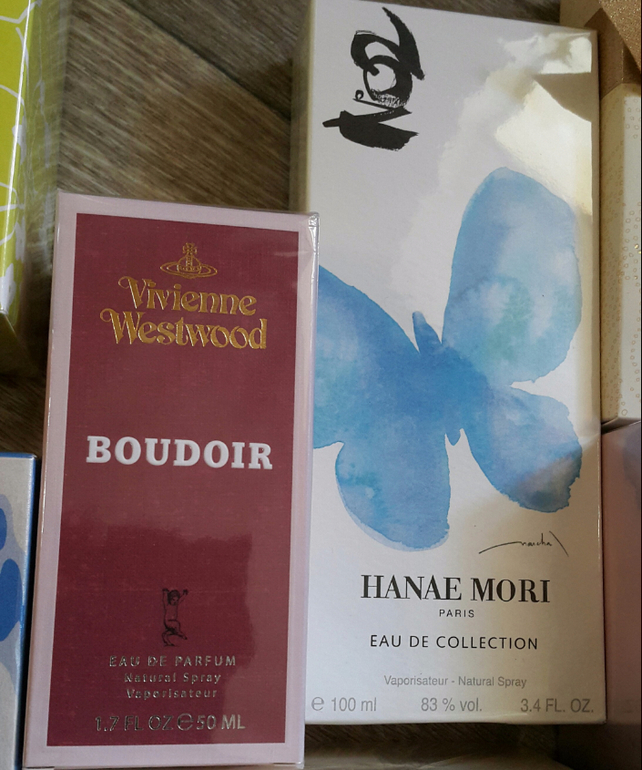 Vivienne
Westwood
BOUDOIR
EAU DE PARFUM
Natural Spray
Vaporisateur
1.7 FL. OZ. ℮ 50 ML
HANAE MORI
PARIS
EAU DE COLLECTION
Vaporisateur - Natural Spray
℮ 100 ml 83 % vol. 3.4 FL. OZ.